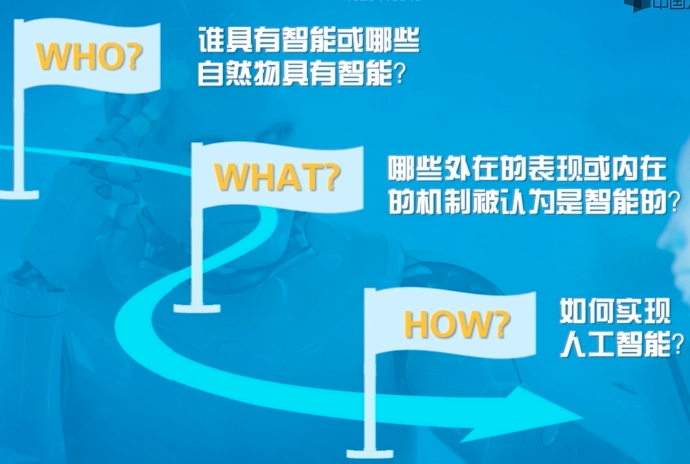 WHO?
谁具有智能或哪些
自然物具有智能?
WHAT?
哪些外在的表现或内在
的机制被认为是智能的?
HOW?
如何实现
人工智能?